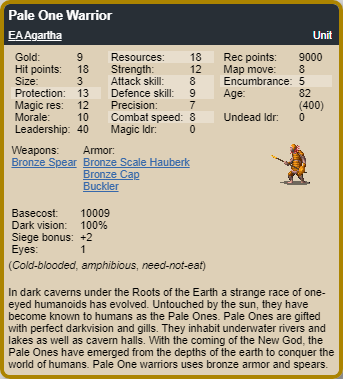 Pale One Warrior
EA Agartha Unit
Gold: 9 Resources: 18 Rec points: 9000
Hit points: 18 Strength: 12 Map move: 8
Size: 3 Attack skill: 8 Encumbrance: 5
Protection: 13 Defence skill: 9 Age: 82
Magic res: 12 Precision: 7 (400)
Morale: 10 Combat speed: 8 Undead ldr: 0
Leadership: 40 Magic ldr: 0
Weapons: Armor:
Bronze Spear Bronze Scale Hauberk
Bronze Cap
Buckler
Basecost: 10009
Dark vision: 100%
Siege bonus: +2
Eyes: 1
(Cold-blooded, amphibious, need-not-eat)
In dark caverns under the Roots of the Earth a strange race of one-
eyed humanoids has evolved. Untouched by the sun, they have
become known to humans as the Pale Ones. Pale Ones are gifted
with perfect darkvision and gills. They inhabit underwater rivers and
lakes as well as cavern halls. With the coming of the New God, the
Pale Ones have emerged from the depths of the earth to conquer the
world of humans. Pale One warriors uses bronze armor and spears.